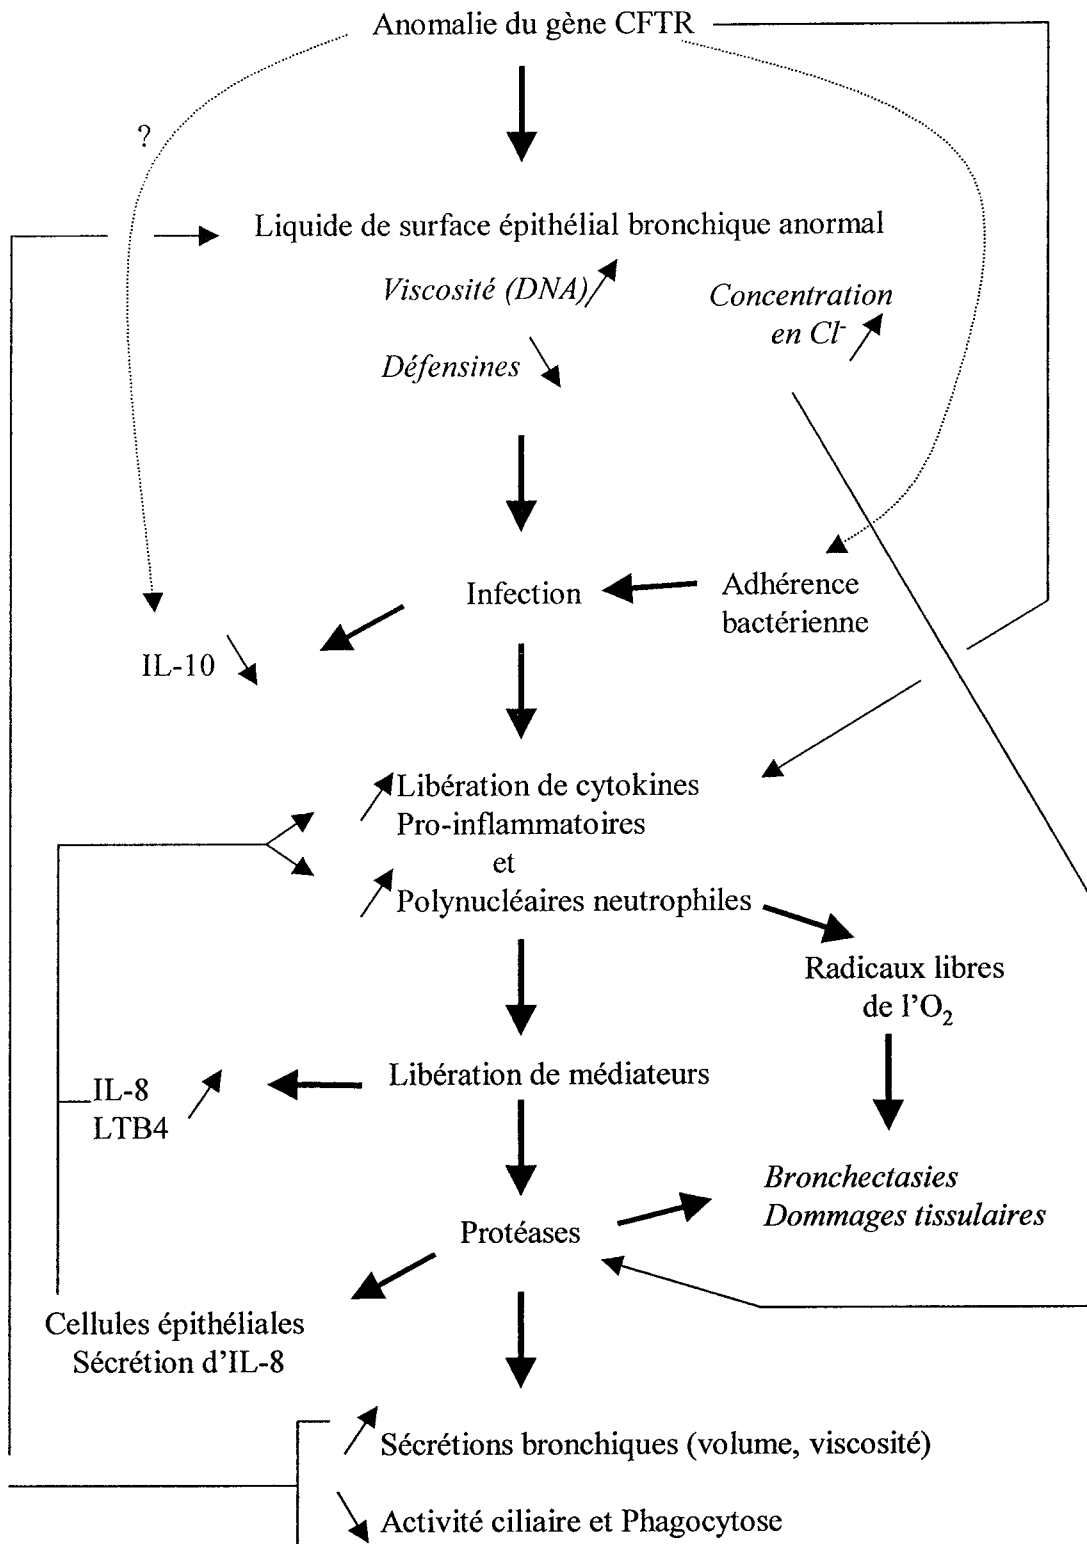 Anomalie du gène CFTR
?
Liquide de surface épithélial bronchique anormal
Viscosité (DNA)
Concentration
en Cl-
Défensines
Infection
Adhérence
bactérienne
IL-10
Libération de cytokines
Pro-inflammatoires
et
Polynucléaires neutrophiles
Radicaux libres
de l'O2
Libération de médiateurs
IL-8
LTB4
Bronchectasies
Dommages tissulaires
Protéases
Cellules épithéliales
Sécrétion d'IL-8
Sécrétions bronchiques (volume, viscosité)
Activité ciliaire et Phagocytose